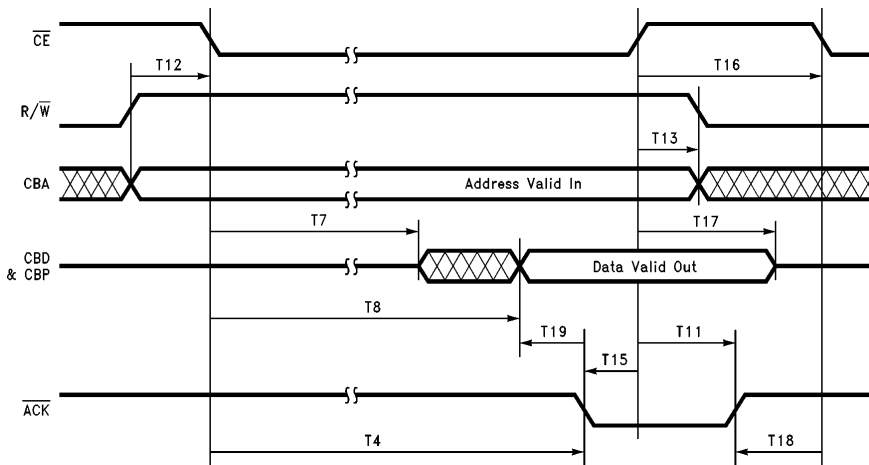 CE
T12
T16
R/W
T13
CBA
Address Valid In
T7
T17
CBD
& CBP
Data Valid Out
T8
T19
T11
T15
ACK
T4
T18